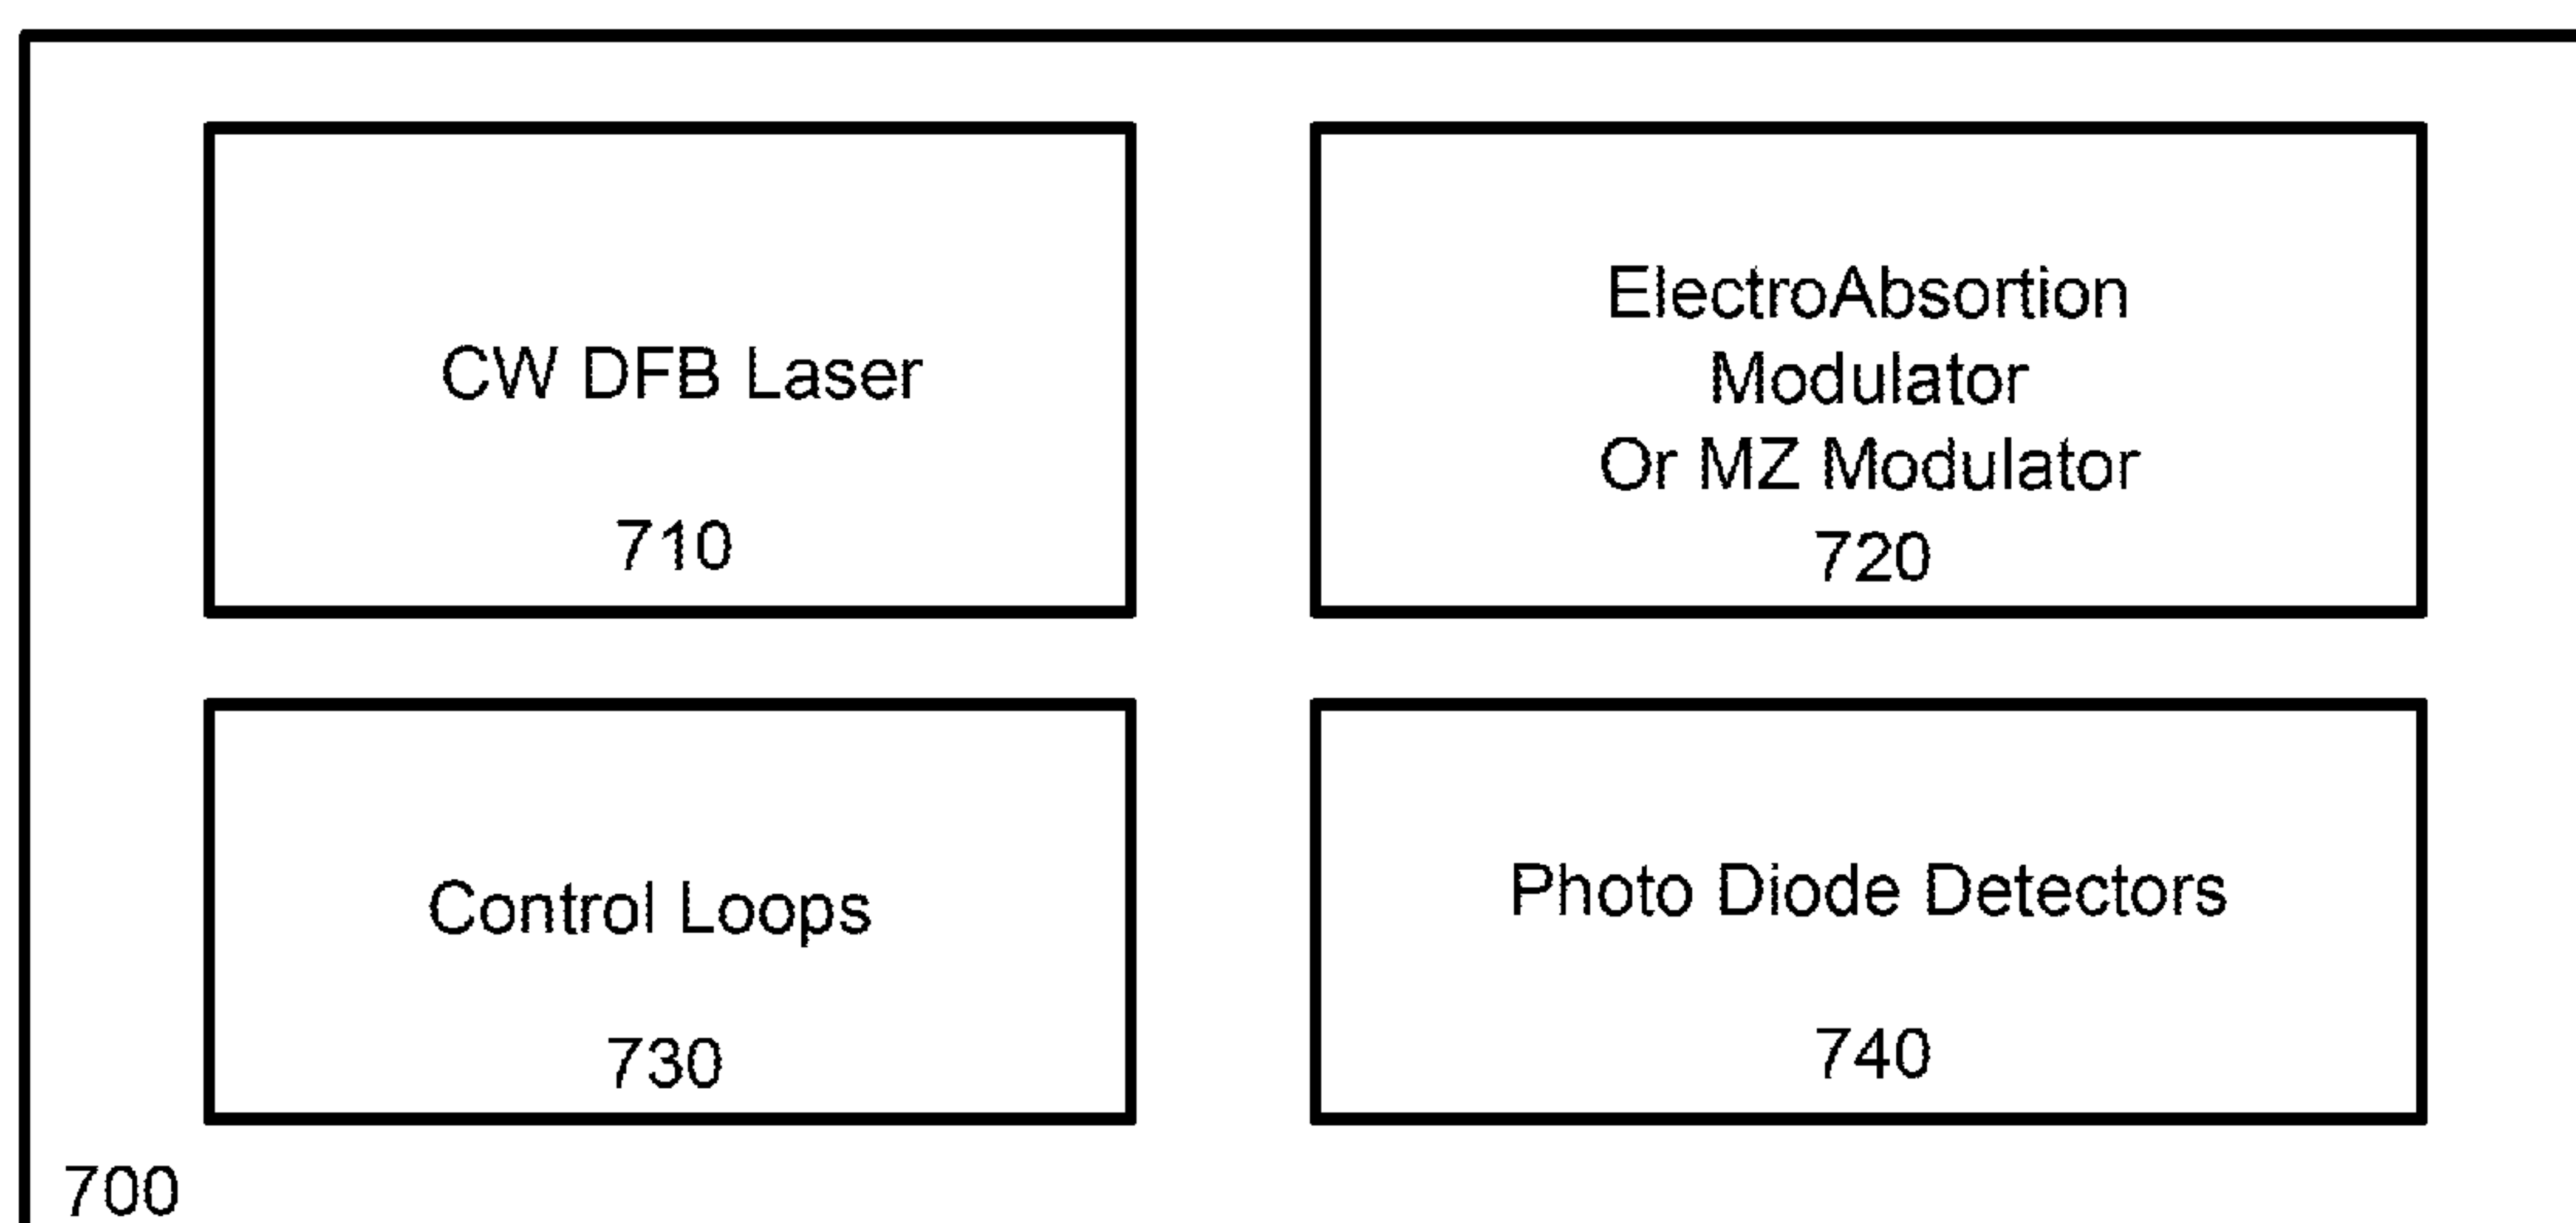 CW DFB Laser
710
ElectroAbsortion
Modulator
Or MZ Modulator
720
Control Loops
730
Photo Diode Detectors
740
700